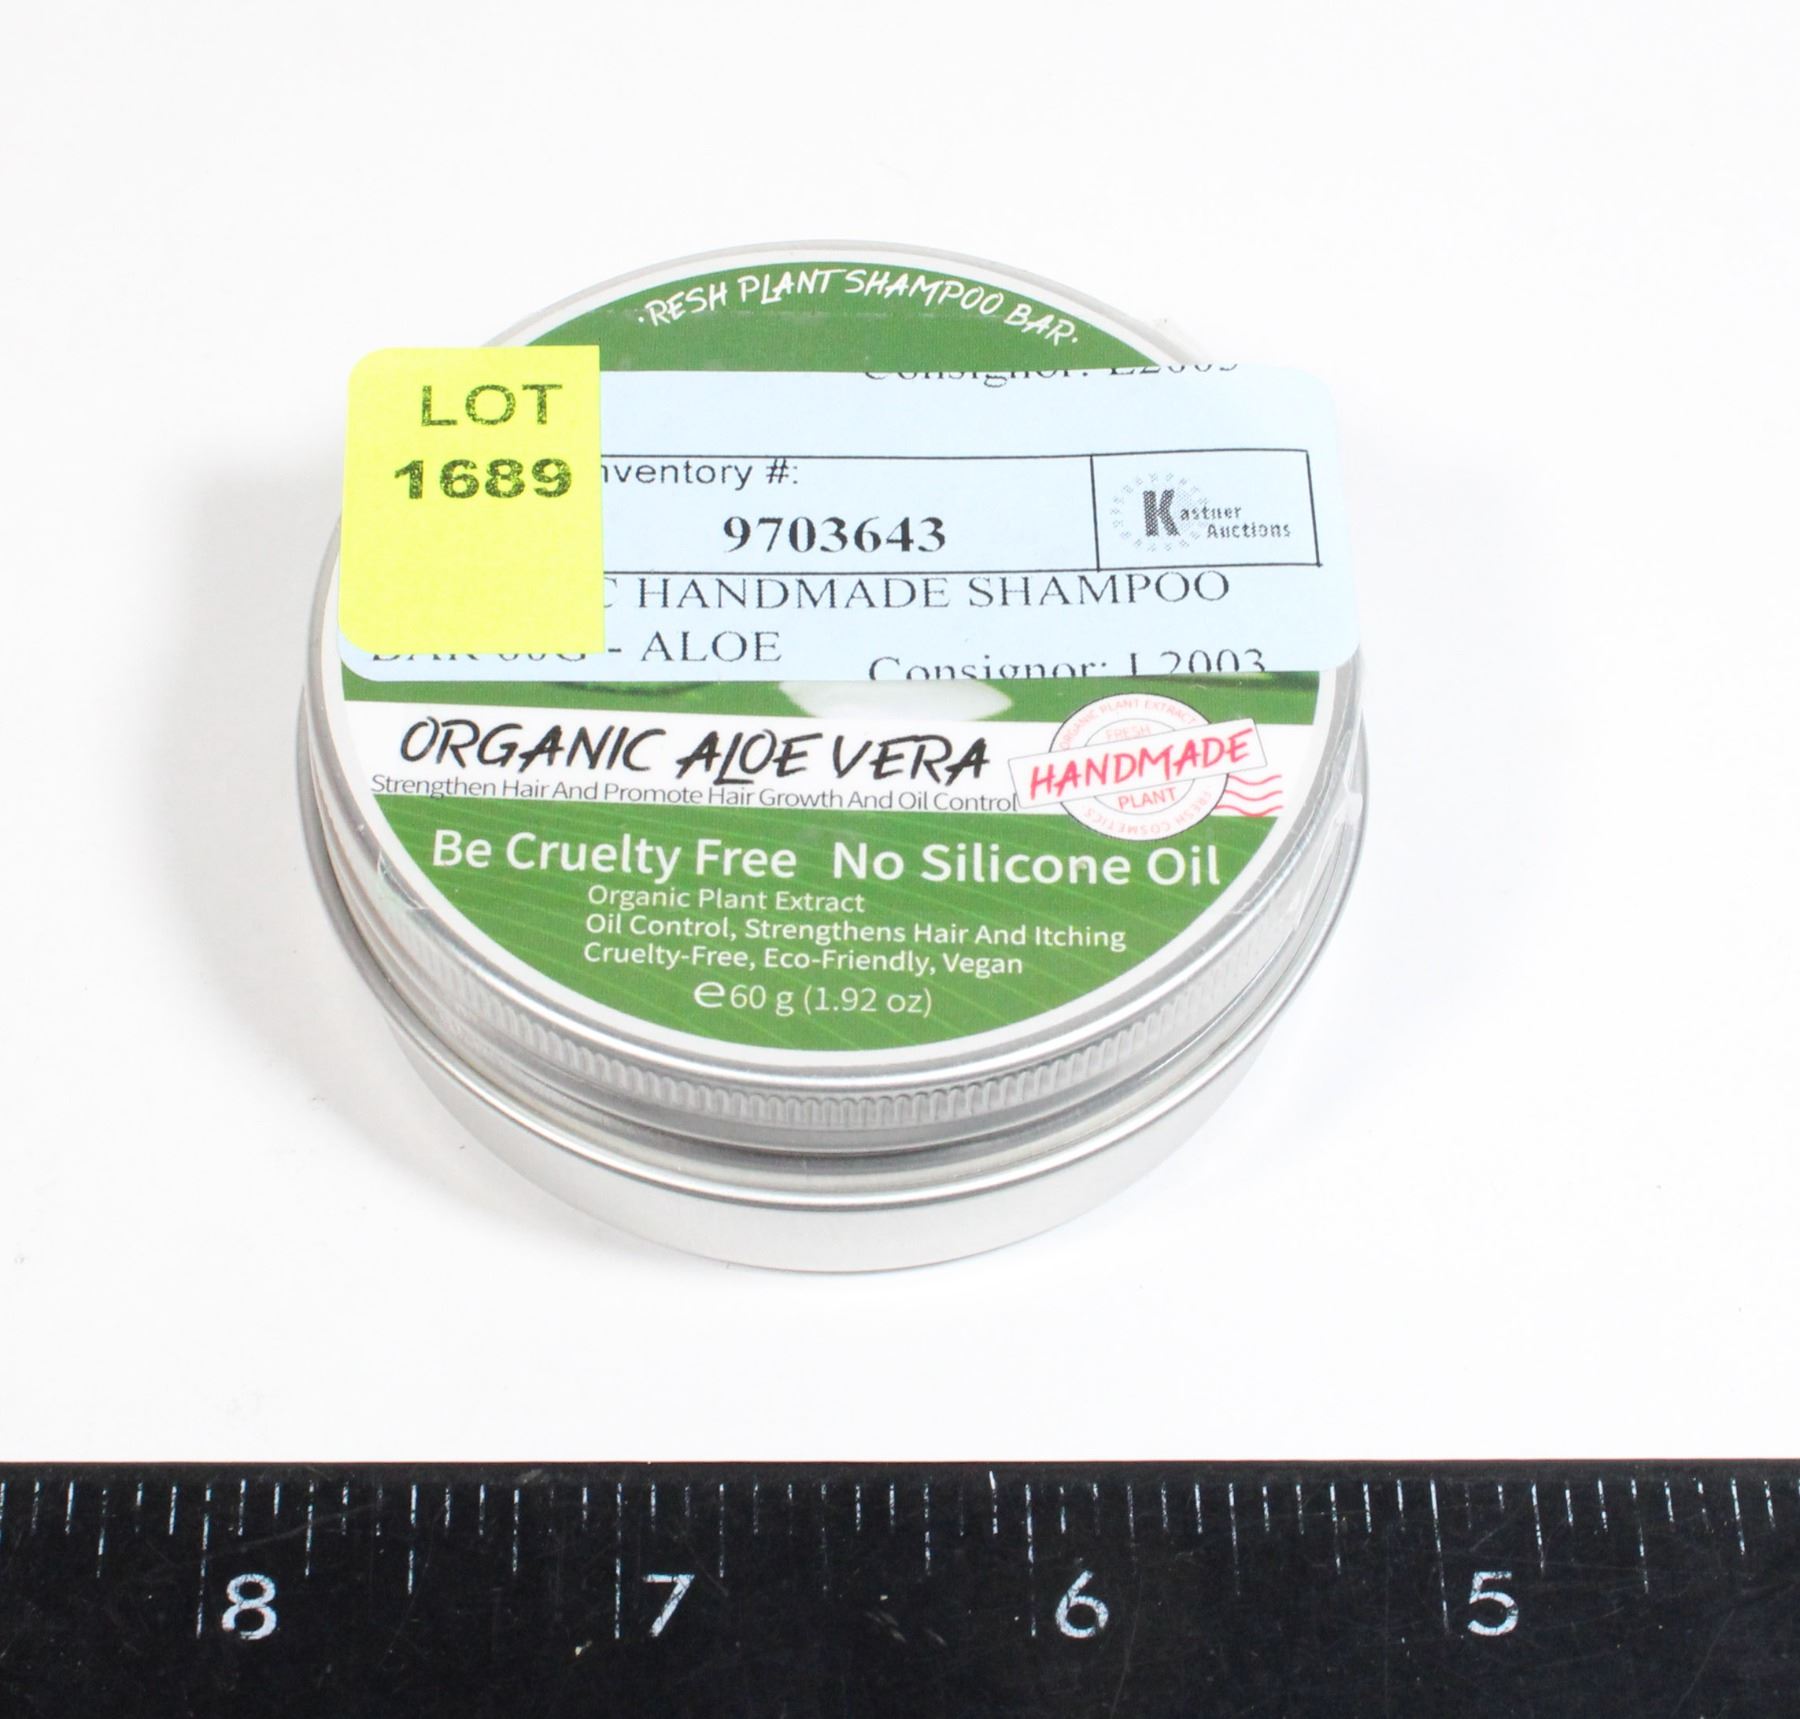 ·RESH PLANT SHAMPOO BAR·
LOT
1689
nventory #:
9703643
Kastner
Auctions
C HANDMADE SHAMPOO
- ALOE
Consignor: L2003
ORGANIC ALOE VERA
Strengthen Hair And Promote Hair Growth And Oil Control
ORGANIC PLANT EXTRACT
FRESH
HANDMADE
PLANT
FRESH COSMETICS
Be Cruelty Free No Silicone Oil
Organic Plant Extract
Oil Control, Strengthens Hair And Itching
Cruelty-Free, Eco-Friendly, Vegan
℮60 g (1.92 oz)
8 7 6 5